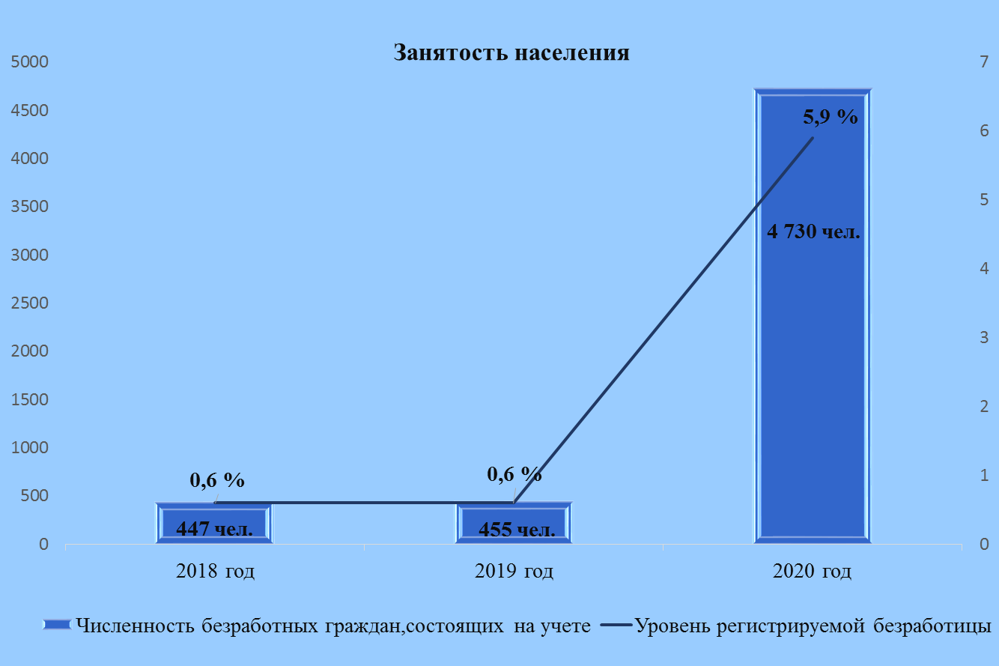 Занятость населения
5000
4500
4000
3500
3000
2500
2000
1500
1000
500
0
7
6
5
4
3
2
1
0
0,6 %
0,6 %
5,9 %
447 чел.
455 чел.
4 730 чел.
2018 год
2019 год
2020 год
Численность безработных граждан,состоящих на учете
Уровень регистрируемой безработицы